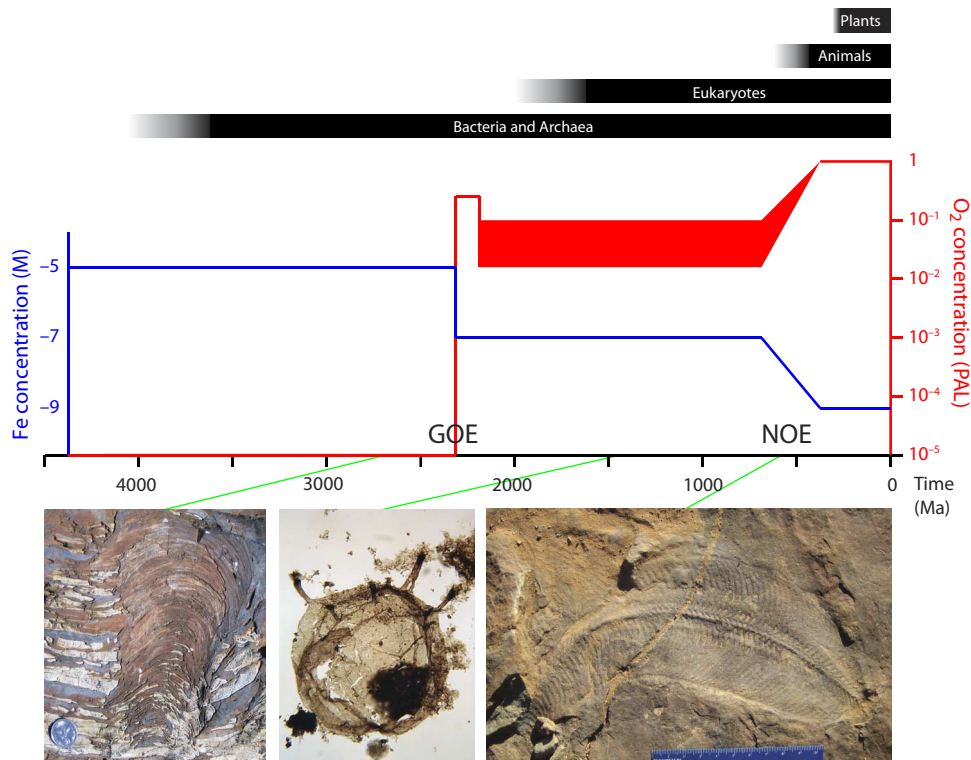 Plants
Animals
Eukaryotes
Bacteria and Archaea
Fe concentration (M)
−5
−7
−9
1
10⁻¹
10⁻²
10⁻³
10⁻⁴
10⁻⁵
O₂ concentration (PAL)
GOE
NOE
4000 3000 2000 1000 0 Time
(Ma)